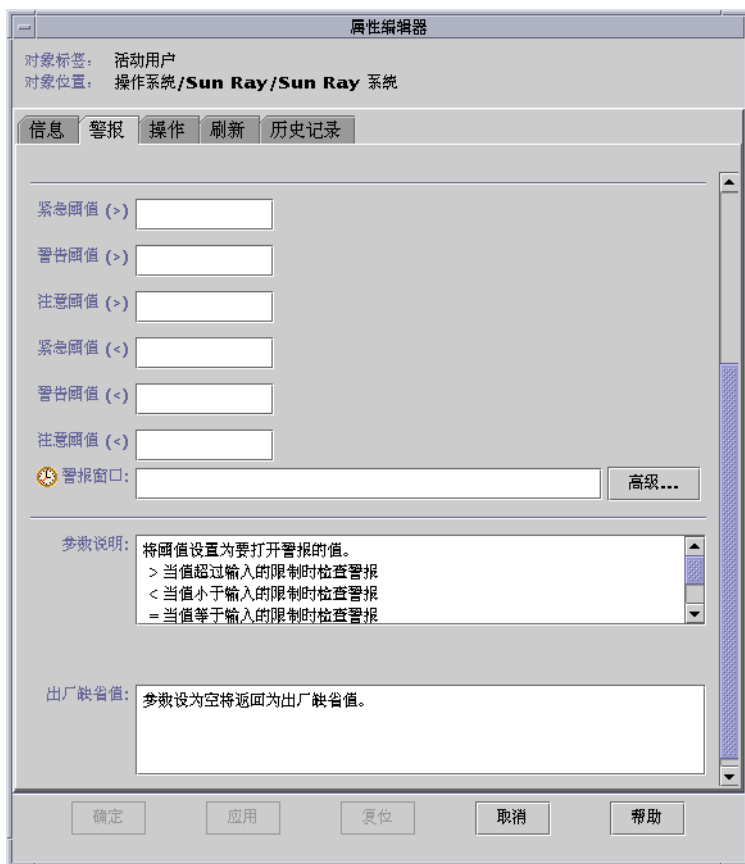 属性编辑器
对象标签： 活动用户
对象位置： 操作系统/Sun Ray/Sun Ray 系统
信息 警报 操作 刷新 历史记录
紧急阈值 (>)
警告阈值 (>)
注意阈值 (>)
紧急阈值 (<)
警告阈值 (<)
注意阈值 (<)
警报窗口: 高级...
参数说明: 将阈值设置为要打开警报的值。
> 当值超过输入的限制时检查警报
< 当值小于输入的限制时检查警报
= 当值等于输入的限制时检查警报
出厂缺省值: 参数设为空将返回为出厂缺省值。
确定 应用 复位 取消 帮助